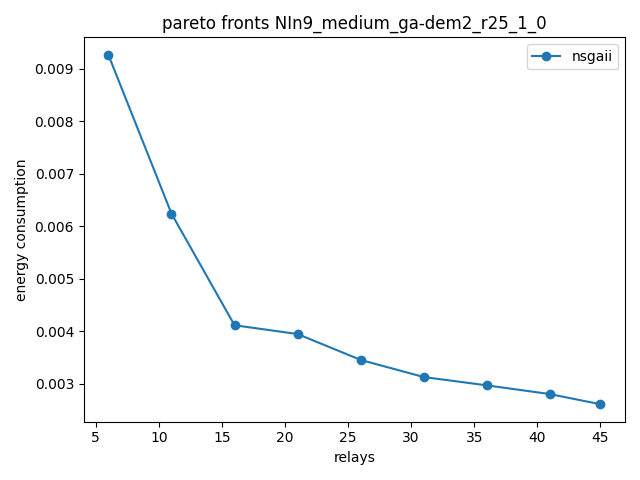 pareto fronts NIn9_medium_ga-dem2_r25_1_0
nsgaii
energy consumption
0.009
0.008
0.007
0.006
0.005
0.004
0.003
5 10 15 20 25 30 35 40 45
relays